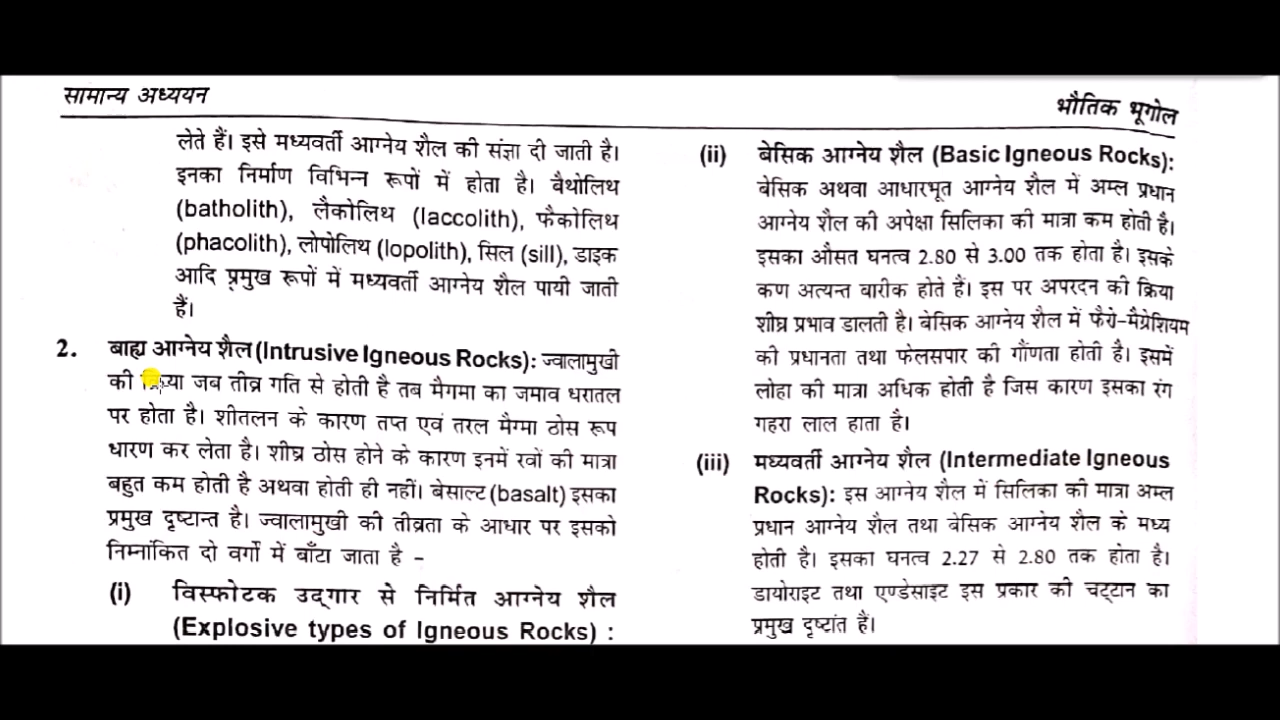 सामान्य अध्ययन
भौतिक भूगोल
लेते हैं। इसे मध्यवर्ती आग्नेय शैल की संज्ञा दी जाती है।
इनका निर्माण विभिन्न रूपों में होता है। बैथोलिथ
(batholith), लैकोलिथ (laccolith), फैकोलिथ
(phacolith), लोपोलिथ (lopolith), सिल (sill), डाइक
आदि प्रमुख रूपों में मध्यवर्ती आग्नेय शैल पायी जाती
हैं।
2. बाह्य आग्नेय शैल (Intrusive Igneous Rocks): ज्वालामुखी
की क्रिया जब तीव्र गति से होती है तब मैगमा का जमाव धरातल
पर होता है। शीतलन के कारण तप्त एवं तरल मैग्मा ठोस रूप
धारण कर लेता है। शीघ्र ठोस होने के कारण इनमें रवों की मात्रा
बहुत कम होती है अथवा होती ही नहीं। बेसाल्ट (basalt) इसका
प्रमुख दृष्टान्त है। ज्वालामुखी की तीव्रता के आधार पर इसको
निम्नांकित दो वर्गो में बाँटा जाता है –
(i) विस्फोटक उद्गार से निर्मित आग्नेय शैल
(Explosive types of Igneous Rocks) :
(ii) बेसिक आग्नेय शैल (Basic Igneous Rocks):
बेसिक अथवा आधारभूत आग्नेय शैल में अम्ल प्रधान
आग्नेय शैल की अपेक्षा सिलिका की मात्रा कम होती है।
इसका औसत घनत्व 2.80 से 3.00 तक होता है। इसके
कण अत्यन्त बारीक होते हैं। इस पर अपरदन की क्रिया
शीघ्र प्रभाव डालती है। बेसिक आग्नेय शैल में फैरो-मैग्रेशियम
की प्रधानता तथा फेलसपार की गौंणता होती है। इसमें
लोहा की मात्रा अधिक होती है जिस कारण इसका रंग
गहरा लाल हाता है।
(iii) मध्यवर्ती आग्नेय शैल (Intermediate Igneous
Rocks): इस आग्नेय शैल में सिलिका की मात्रा अम्ल
प्रधान आग्नेय शैल तथा बेसिक आग्नेय शैल के मध्य
होती है। इसका घनत्व 2.27 से 2.80 तक होता है।
डायोराइट तथा एण्डेसाइट इस प्रकार की चट्टान का
प्रमुख दृष्टांत हैं।